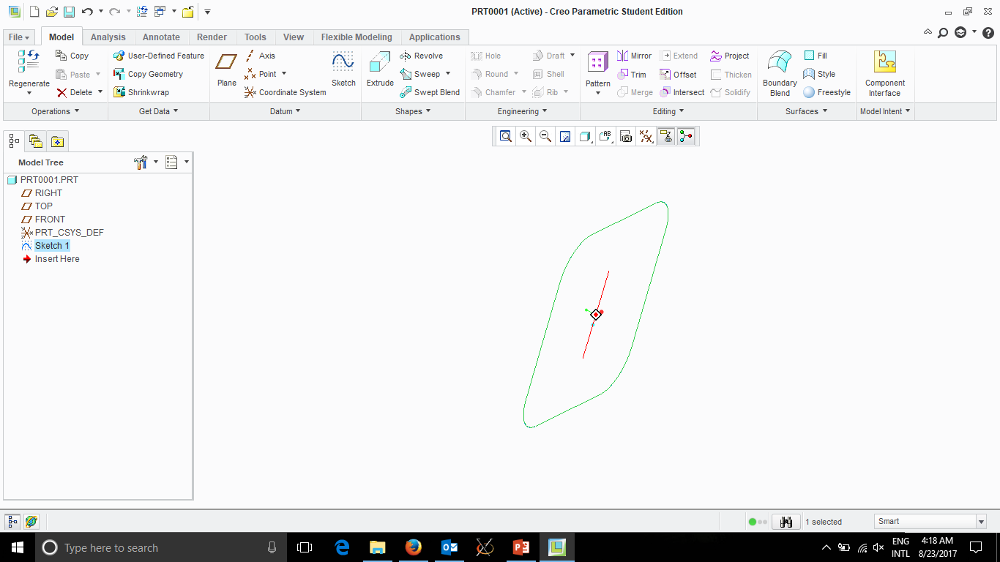 PRT0001 (Active) - Creo Parametric Student Edition
File Model Analysis Annotate Render Tools View Flexible Modeling Applications
Regenerate
Copy
Paste
Delete
Operations
User-Defined Feature
Copy Geometry
Shrinkwrap
Get Data
Plane
Axis
Point
Coordinate System
Sketch
Datum
Extrude
Revolve
Sweep
Swept Blend
Shapes
Hole
Round
Chamfer
Draft
Shell
Rib
Engineering
Pattern
Mirror
Trim
Merge
Extend
Offset
Intersect
Project
Thicken
Solidify
Editing
Boundary
Blend
Fill
Style
Freestyle
Surfaces
Component
Interface
Model Intent
AB
Model Tree
PRT0001.PRT
RIGHT
TOP
FRONT
PRT_CSYS_DEF
Sketch 1
Insert Here
1 selected
Smart
Type here to search
ENG
INTL
4:18 AM
8/23/2017